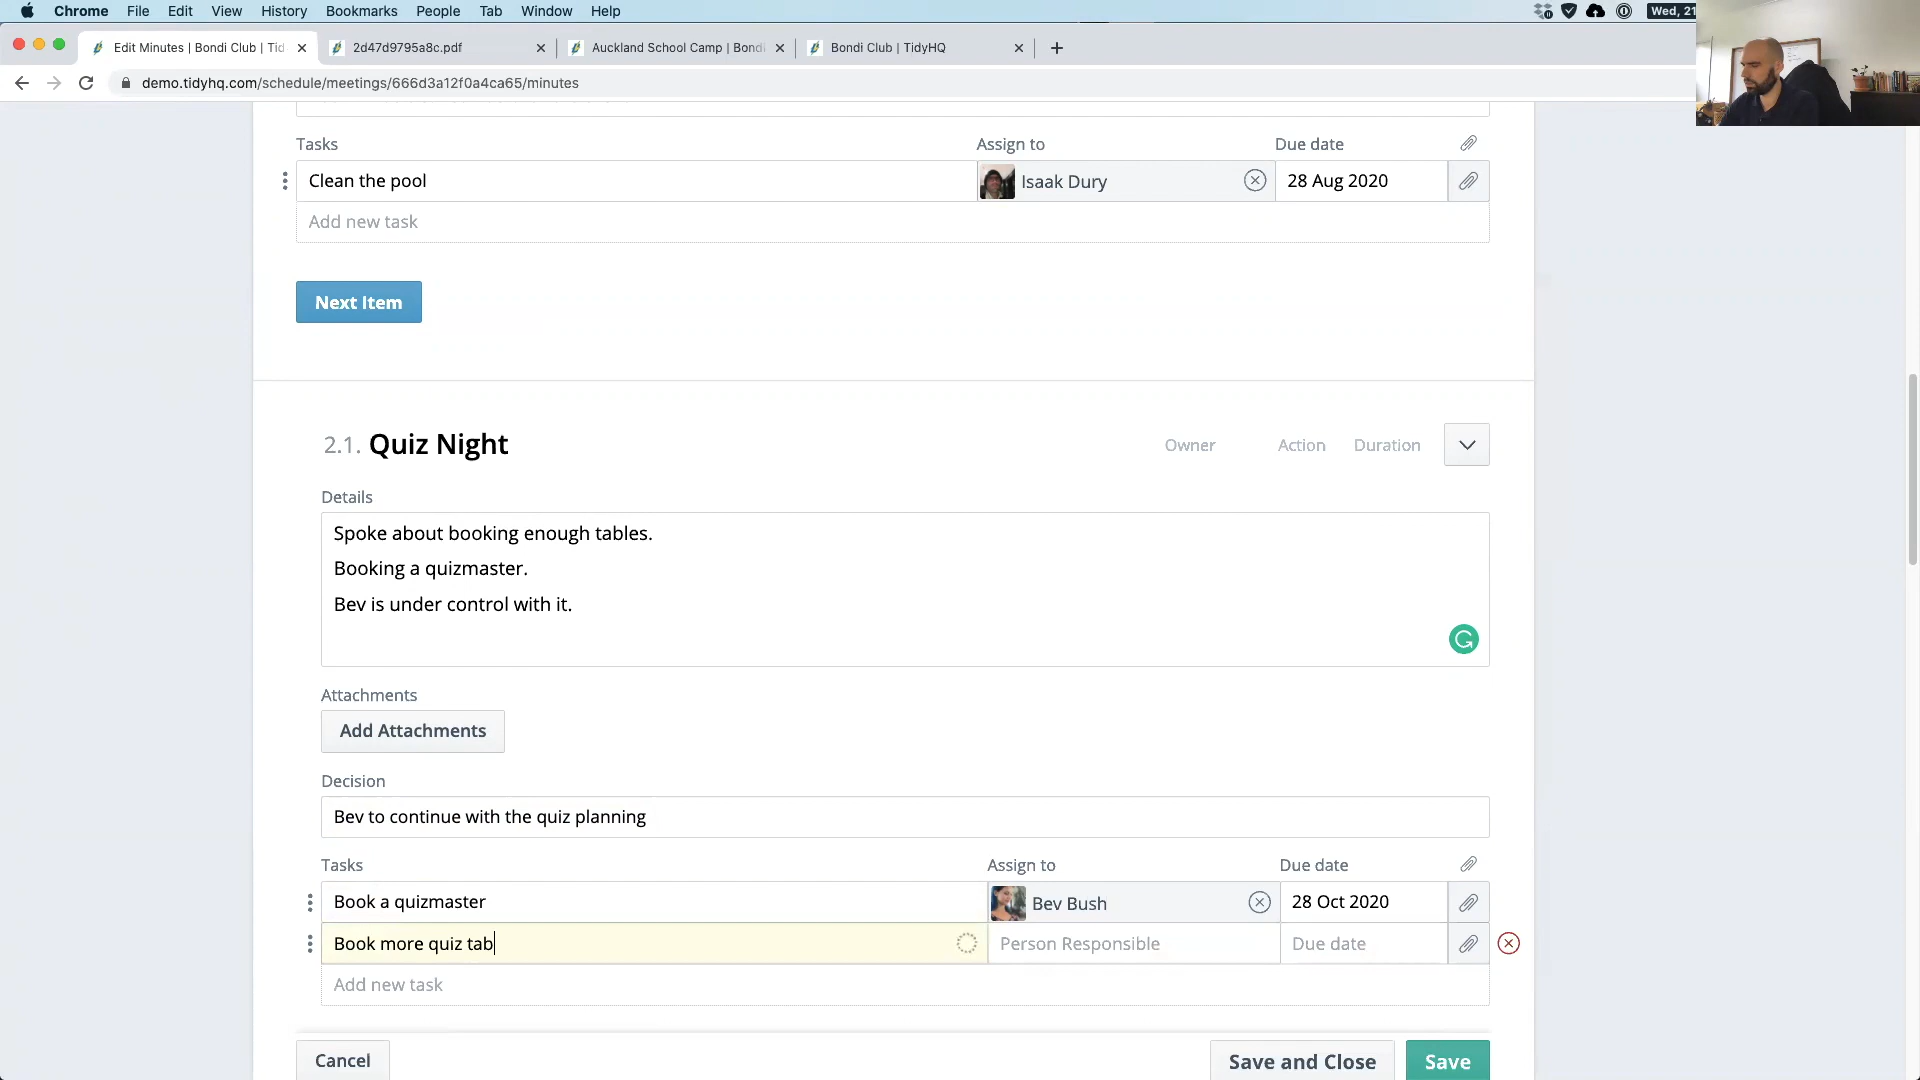 Chrome File Edit View History Bookmarks People Tab Window Help
Wed, 21
Edit Minutes | Bondi Club | Tid
2d47d9795a8c.pdf
Auckland School Camp | Bondi
Bondi Club | TidyHQ
demo.tidyhq.com/schedule/meetings/666d3a12f0a4ca65/minutes
Tasks Assign to Due date
Clean the pool Isaak Dury 28 Aug 2020
Add new task
Next Item
2.1. Quiz Night Owner Action Duration
Details
Spoke about booking enough tables.
Booking a quizmaster.
Bev is under control with it.
Attachments
Add Attachments
Decision
Bev to continue with the quiz planning
Tasks Assign to Due date
Book a quizmaster Bev Bush 28 Oct 2020
Book more quiz tab Person Responsible Due date
Add new task
Cancel Save and Close Save